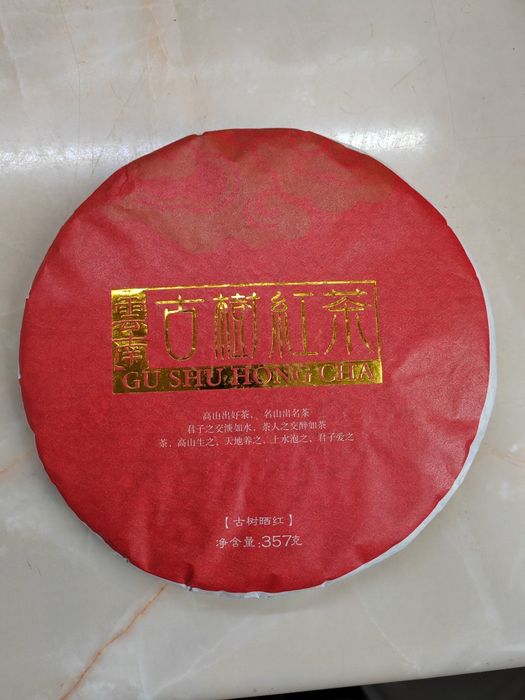 雲南
古樹紅茶
GU SHU HONG CHA
高山出好茶，名山出名茶
君子之交淡如水，茶人之交醉如茶
茶，高山生之，天地养之，上水泡之，君子爱之
【古树晒红】
净含量:357克